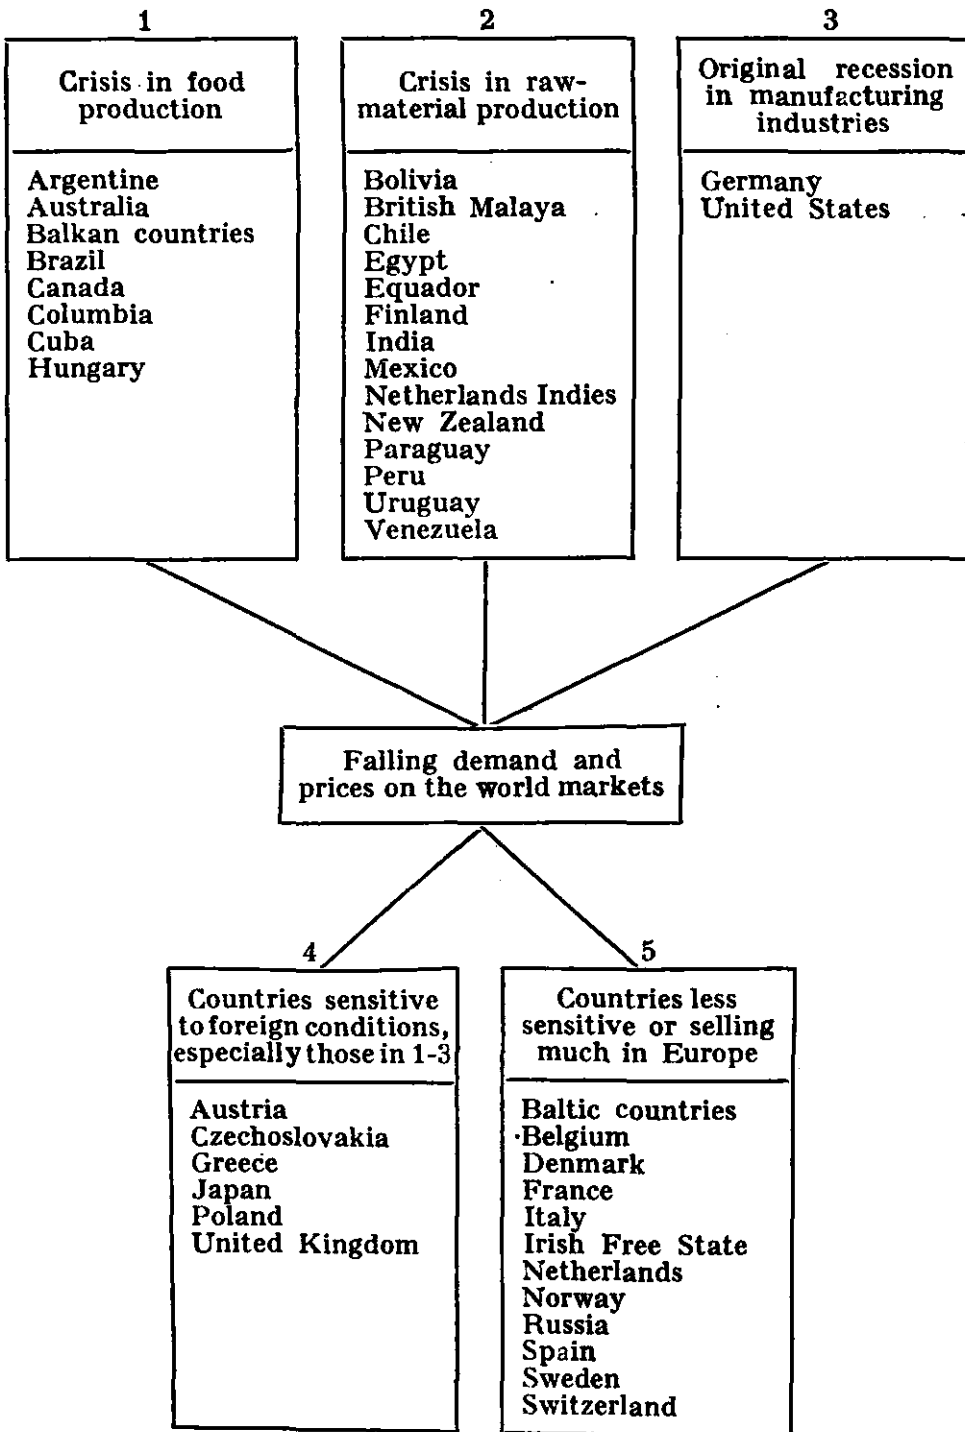 1
Crisis in food
production
Argentine
Australia
Balkan countries
Brazil
Canada
Columbia
Cuba
Hungary
2
Crisis in raw-
material production
Bolivia
British Malaya
Chile
Egypt
Equador
Finland
India
Mexico
Netherlands Indies
New Zealand
Paraguay
Peru
Uruguay
Venezuela
3
Original recession
in manufacturing
industries
Germany
United States
Falling demand and
prices on the world markets
4
Countries sensitive
to foreign conditions,
especially those in 1-3
Austria
Czechoslovakia
Greece
Japan
Poland
United Kingdom
5
Countries less
sensitive or selling
much in Europe
Baltic countries
Belgium
Denmark
France
Italy
Irish Free State
Netherlands
Norway
Russia
Spain
Sweden
Switzerland